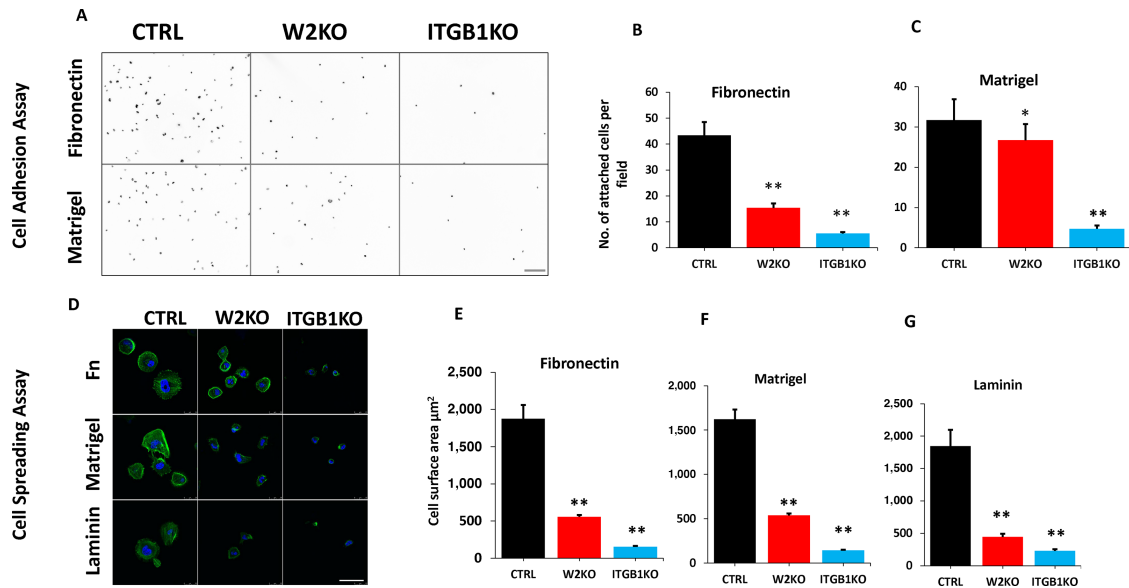 A
CTRL W2KO ITGB1KO
Cell Adhesion Assay
Fibronectin
Matrigel
B
Fibronectin
No. of attached cells per
field
60
50
40
30
20
10
0
**
**
CTRL W2KO ITGB1KO
C
Matrigel
40
30
20
10
0
*
**
CTRL W2KO ITGB1KO
D
CTRL W2KO ITGB1KO
Cell Spreading Assay
Fn
Matrigel
Laminin
E
Fibronectin
Cell surface area µm²
2,500
2,000
1,500
1,000
500
0
**
**
CTRL W2KO ITGB1KO
F
Matrigel
2,000
1,500
1,000
500
0
**
**
CTRL W2KO ITGB1KO
G
Laminin
2,500
2,000
1,500
1,000
500
0
**
**
CTRL W2KO ITGB1KO